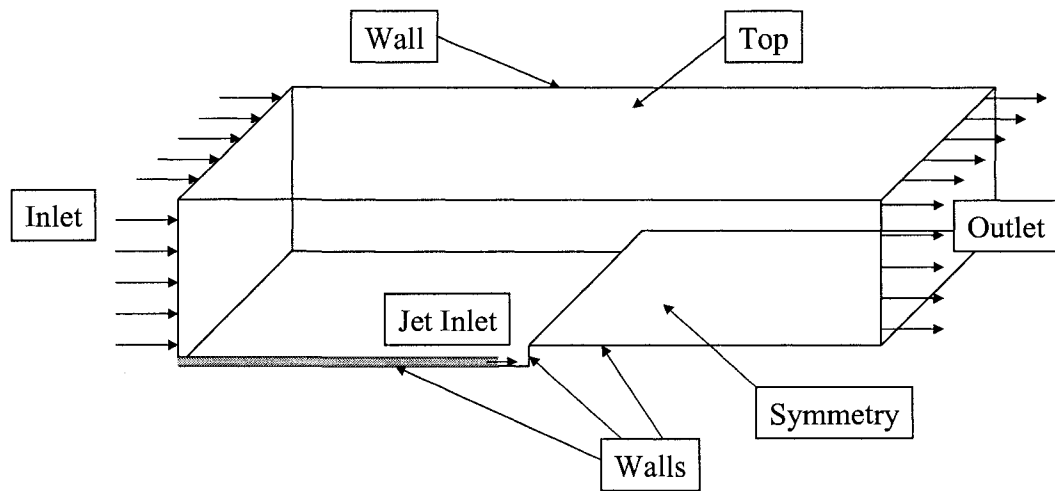 Wall
Top
Inlet
Outlet
Jet Inlet
Symmetry
Walls